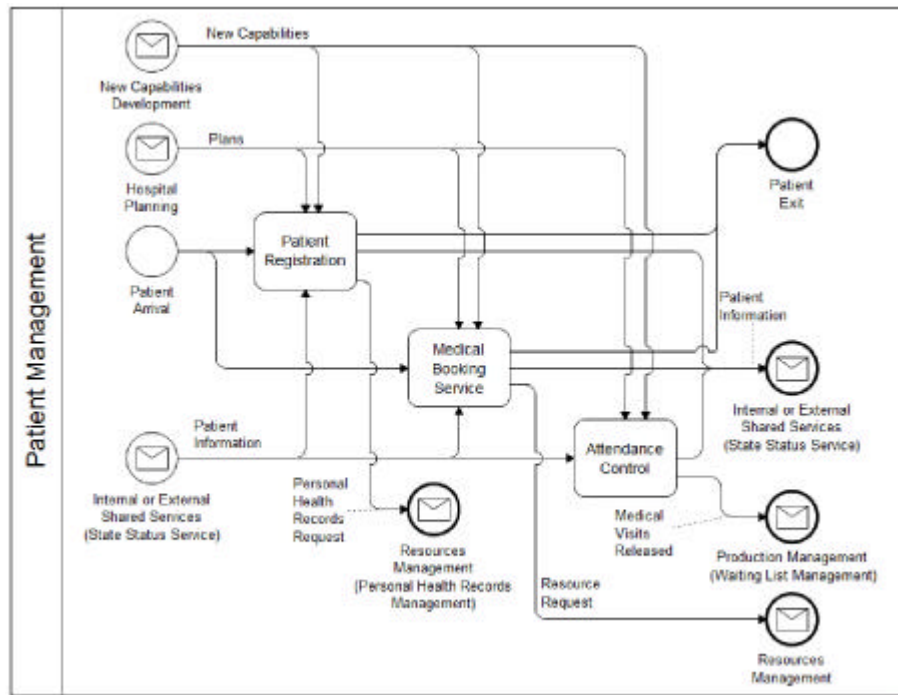 Patient Management
New Capabilities
New Capabilities
Development
Plans
Hospital
Planning
Patient
Exit
Patient
Registration
Patient
Arrival
Patient
Information
Medical
Booking
Service
Internal or External
Shared Services
(State Status Service)
Patient
Information
Attendance
Control
Internal or External
Shared Services
(State Status Service)
Personal
Health
Records
Request
Medical
Visits
Released
Resources
Management
(Personal Health Records
Management)
Production Management
(Waiting List Management)
Resource
Request
Resources
Management